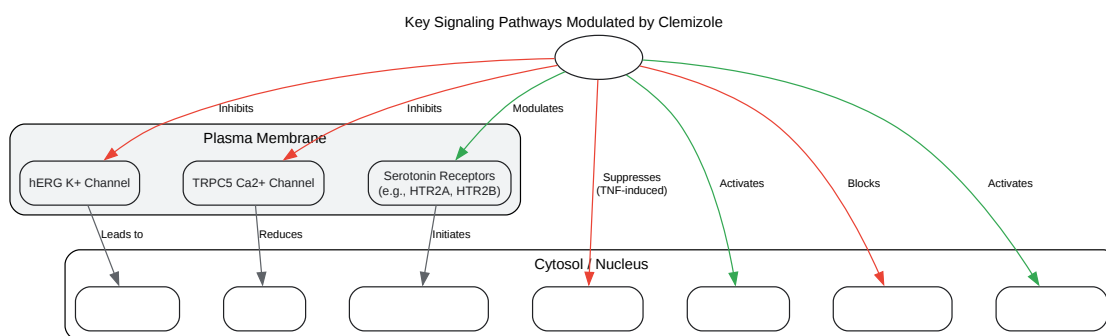 Key Signaling Pathways Modulated by Clemizole
Inhibits
Inhibits
Modulates
Plasma Membrane
hERG K+ Channel
TRPC5 Ca2+ Channel
Serotonin Receptors
(e.g., HTR2A, HTR2B)
Suppresses
(TNF-induced)
Activates
Blocks
Activates
Leads to
Reduces
Initiates
Cytosol / Nucleus